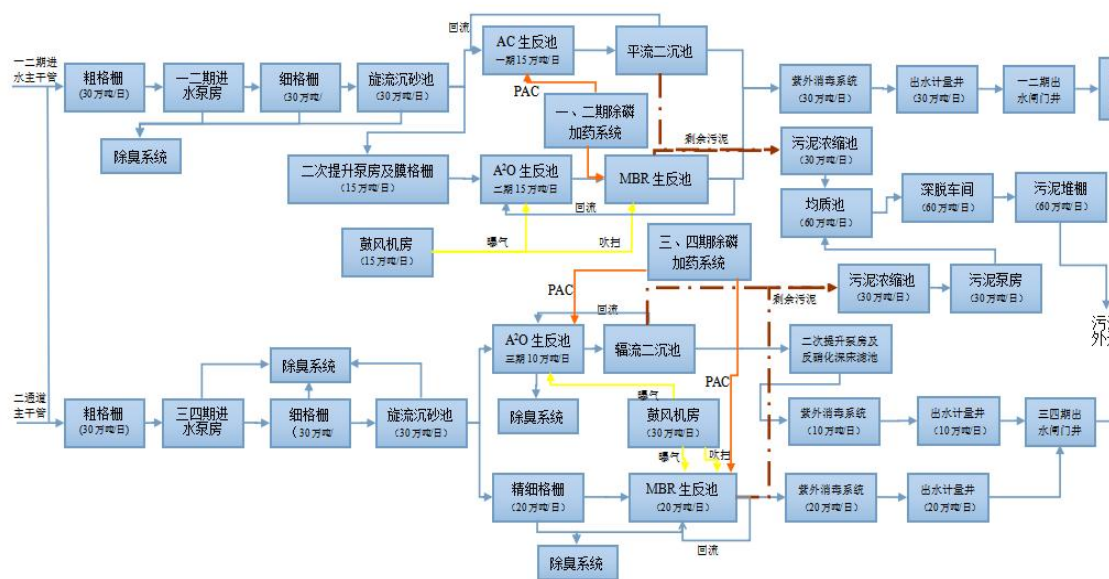 回流
AC 生反池
一期 15万吨/日）
平流二沉池
一二期进
水主干管
粗格栅
(30万吨/日)
一二期进
水泵房
细格栅
（30万吨/
旋流沉砂池
（30万吨/日）
紫外消毒系统
（30万吨/日）
出水计量井
（30万吨/日）
一二期出
水闸门井
PAC
一、二期除磷
加药系统
除臭系统
剩余污泥
污泥浓缩池
（30万吨/日）
二次提升泵房及膜格栅
（15万吨/日）
A²O 生反池
二期 15万吨/日）
MBR 生反池
均质池
（60万吨/日）
深脱车间
（60万吨/日）
污泥堆棚
（60万吨/日）
回流
鼓风机房
（15万吨/日）
曝气
吹扫
三、四期除磷
加药系统
PAC
剩余污泥
污泥浓缩池
（30万吨/日）
污泥泵房
（30万吨/日）
回流
A²O 生反池
三期 10万吨/日）
辐流二沉池
二次提升泵房及
反硝化深床滤池
除臭系统
PAC
曝气
二通道
主干管
粗格栅
(30万吨/日)
三四期进
水泵房
细格栅
（30万吨/
旋流沉砂池
（30万吨/日）
除臭系统
鼓风机房
（30万吨/日）
紫外消毒系统
（10万吨/日）
出水计量井
（10万吨/日）
三四期出
水闸门井
曝气
吹扫
精细格栅
（20万吨/日）
MBR 生反池
（20万吨/日）
紫外消毒系统
（20万吨/日）
出水计量井
（20万吨/日）
回流
除臭系统